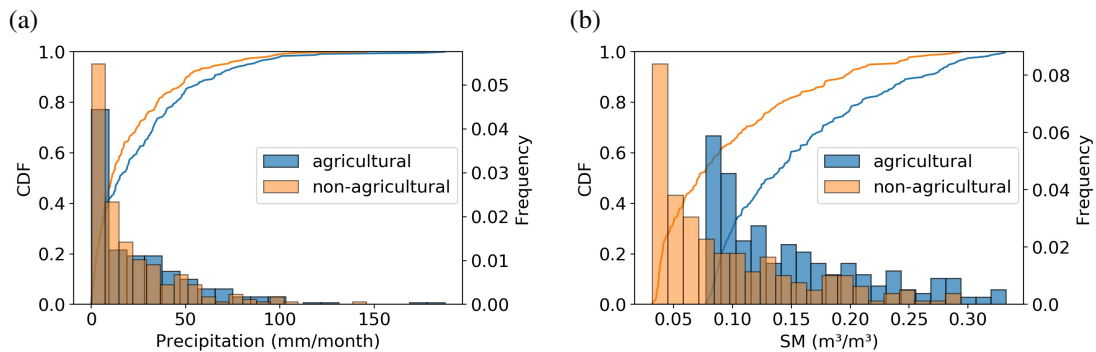 (a)
(b)
1.0
0.8
0.6
0.4
0.2
0.0
CDF
0
50
100
150
Precipitation (mm/month)
0.05
0.04
0.03
0.02
0.01
0.00
Frequency
agricultural
non-agricultural
1.0
0.8
0.6
0.4
0.2
0.0
CDF
0.05
0.10
0.15
0.20
0.25
0.30
SM (m³/m³)
0.08
0.06
0.04
0.02
0
Frequency
agricultural
non-agricultural